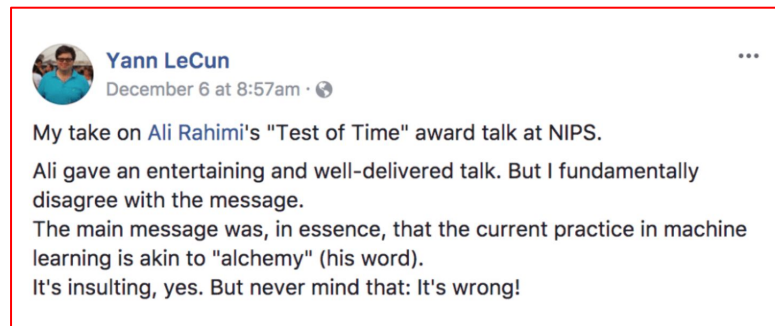 Yann LeCun
December 6 at 8:57am ·
My take on Ali Rahimi's "Test of Time" award talk at NIPS.
Ali gave an entertaining and well-delivered talk. But I fundamentally
disagree with the message.
The main message was, in essence, that the current practice in machine
learning is akin to "alchemy" (his word).
It's insulting, yes. But never mind that: It's wrong!